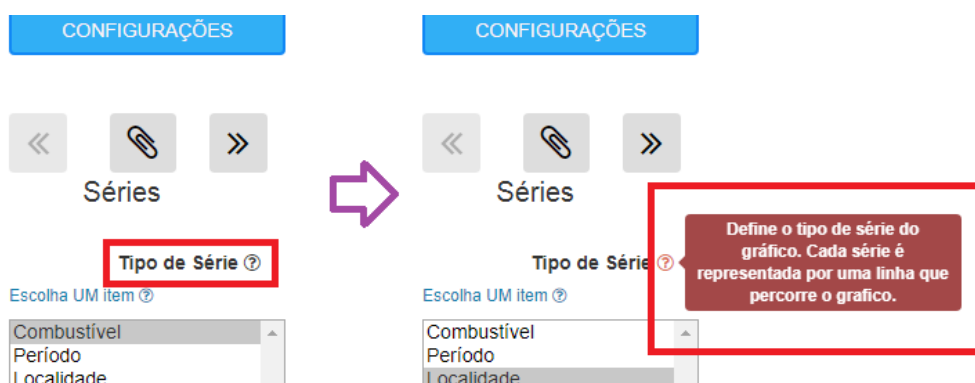 CONFIGURAÇÕES
Séries
Tipo de Série
Escolha UM item
Combustível
Período
Localidade
CONFIGURAÇÕES
Séries
Tipo de Série
Define o tipo de série do
gráfico. Cada série é
representada por uma linha que
percorre o grafico.
Escolha UM item
Combustível
Período
Localidade